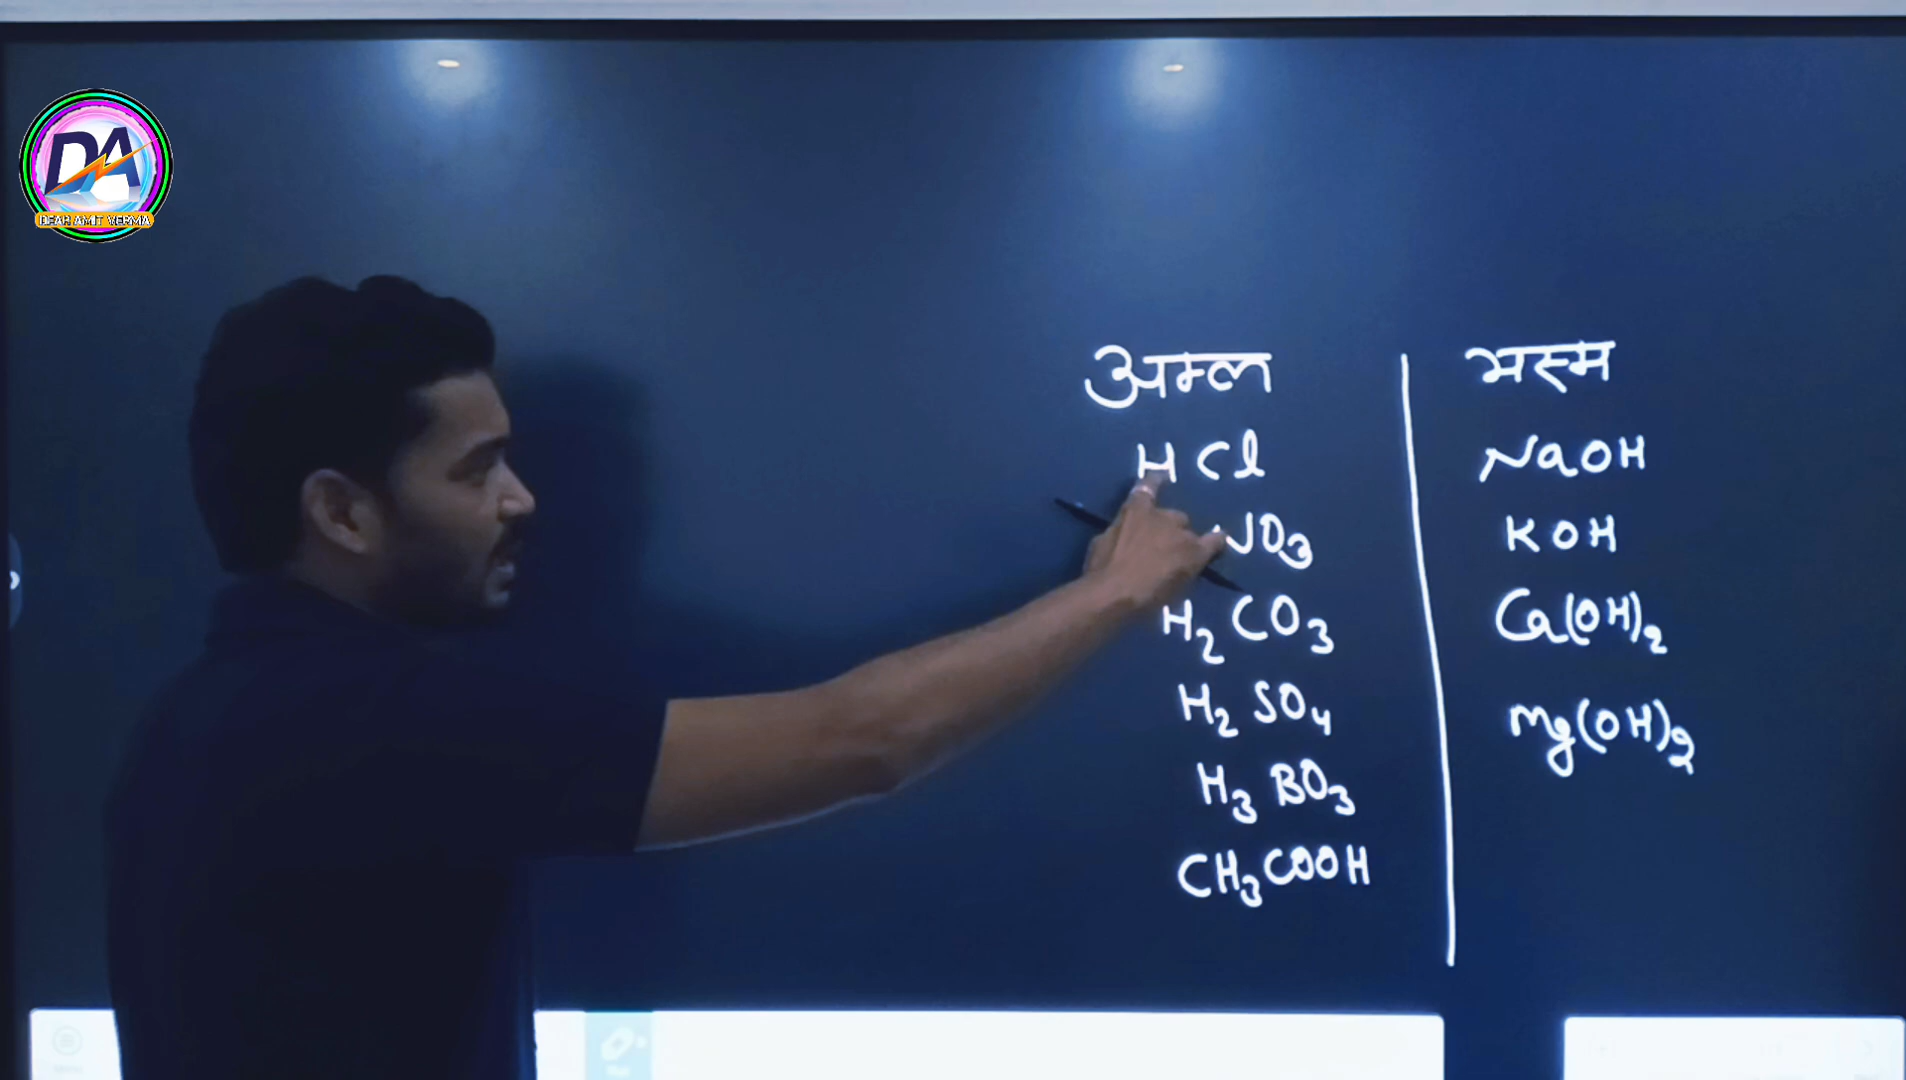 DEAR AMIT VERMA
अम्ल
HCl
NO₃
H₂CO₃
H₂SO₄
H₃BO₃
CH₃COOH
भस्म
NaOH
KOH
Ca(OH)₂
Mg(OH)₂